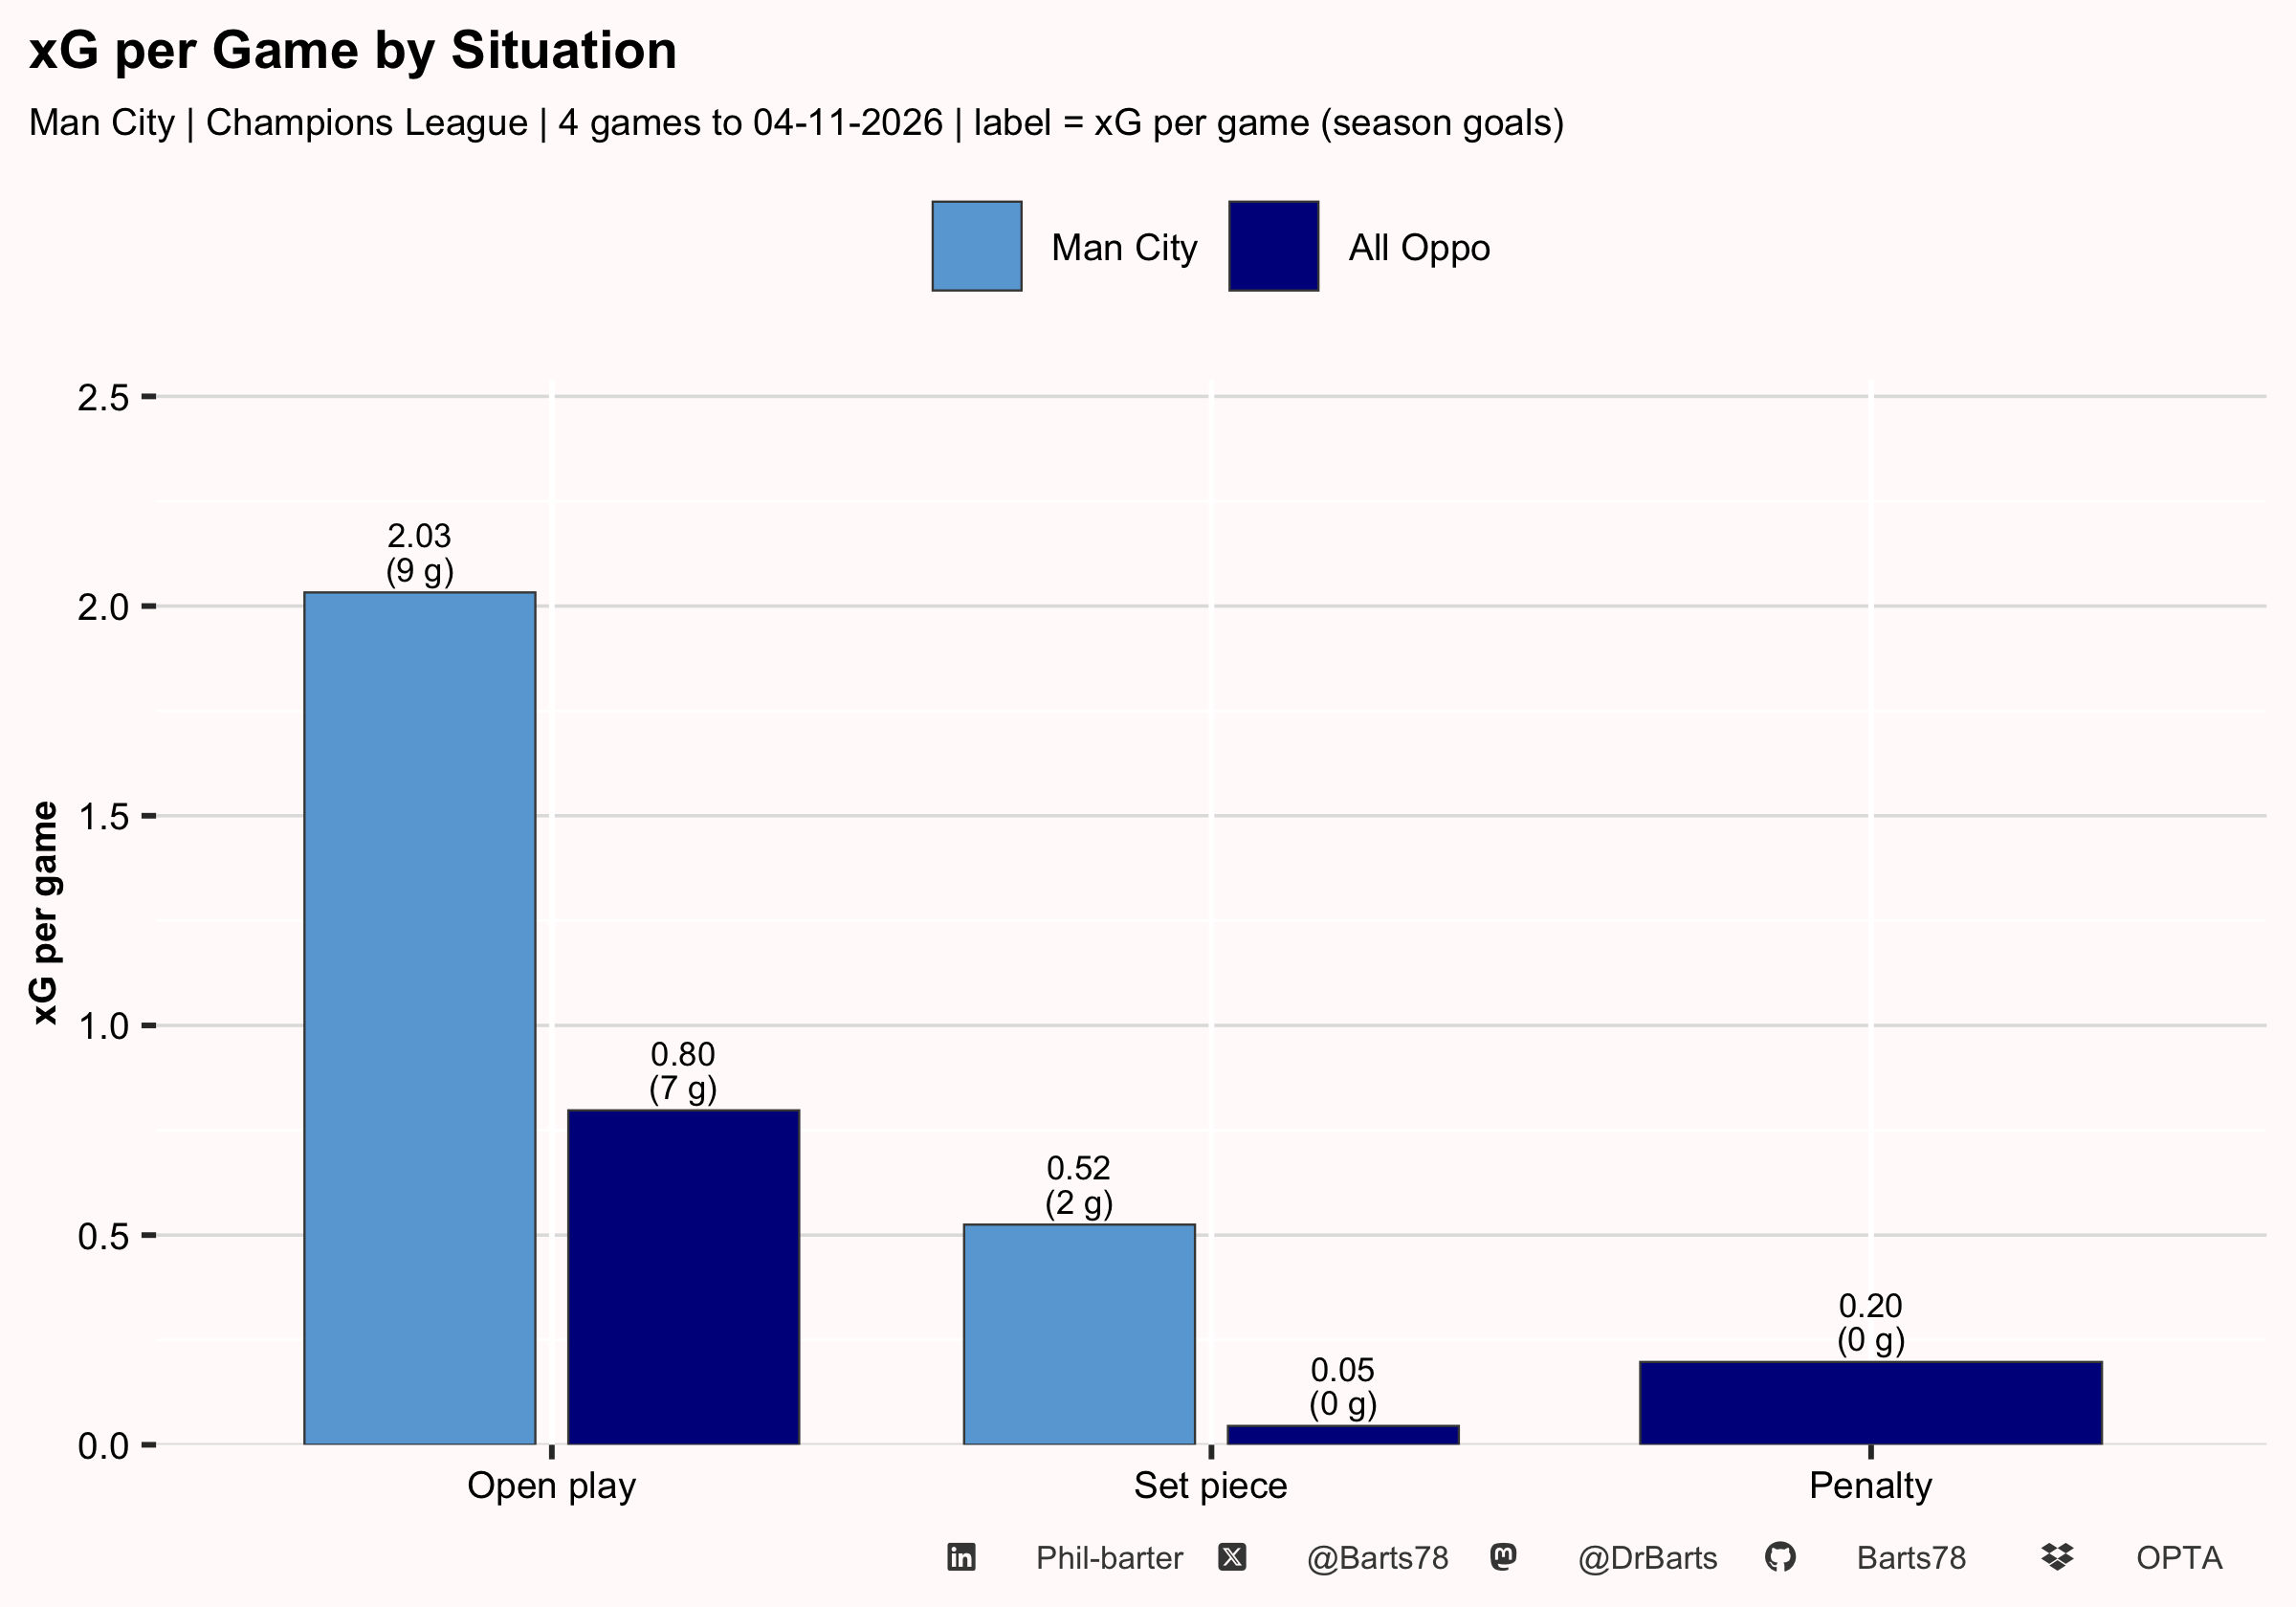 xG per Game by Situation
Man City | Champions League | 4 games to 04-11-2026 | label = xG per game (season goals)
Man City
All Oppo
xG per game
2.5
2.0
1.5
1.0
0.5
0.0
2.03
(9 g)
0.80
(7 g)
0.52
(2 g)
0.05
(0 g)
0.20
(0 g)
Open play
Set piece
Penalty
Phil-barter @Barts78 @DrBarts Barts78 OPTA